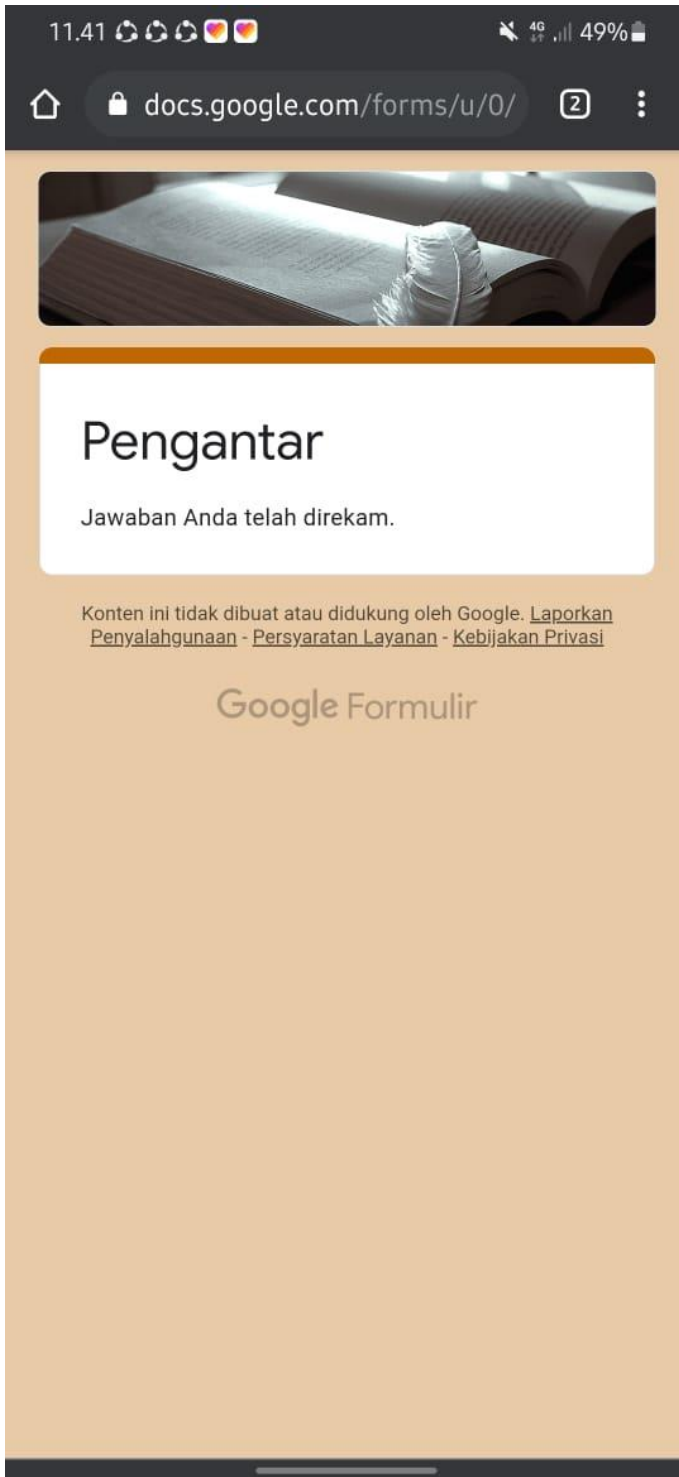 11.41 4G 49%
docs.google.com/forms/u/0/ 2
Pengantar
Jawaban Anda telah direkam.
Konten ini tidak dibuat atau didukung oleh Google. Laporkan
Penyalahgunaan - Persyaratan Layanan - Kebijakan Privasi
Google Formulir